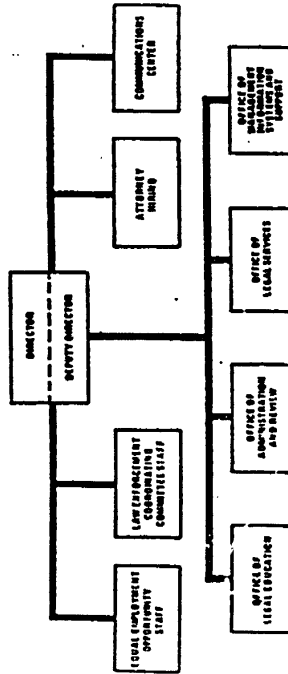 DIRECTOR
DEPUTY DIRECTOR
EQUAL EMPLOYMENT
OPPORTUNITY
STAFF
LAW ENFORCEMENT
COORDINATING
COMMITTEE STAFF
ATTORNEY
HIRING
COMMUNICATIONS
CENTER
OFFICE OF
LEGAL EDUCATION
OFFICE OF
ADMINISTRATION
AND REVIEW
OFFICE OF
LEGAL SERVICES
OFFICE OF
MANAGEMENT
INFORMATION
SYSTEMS AND
SUPPORT